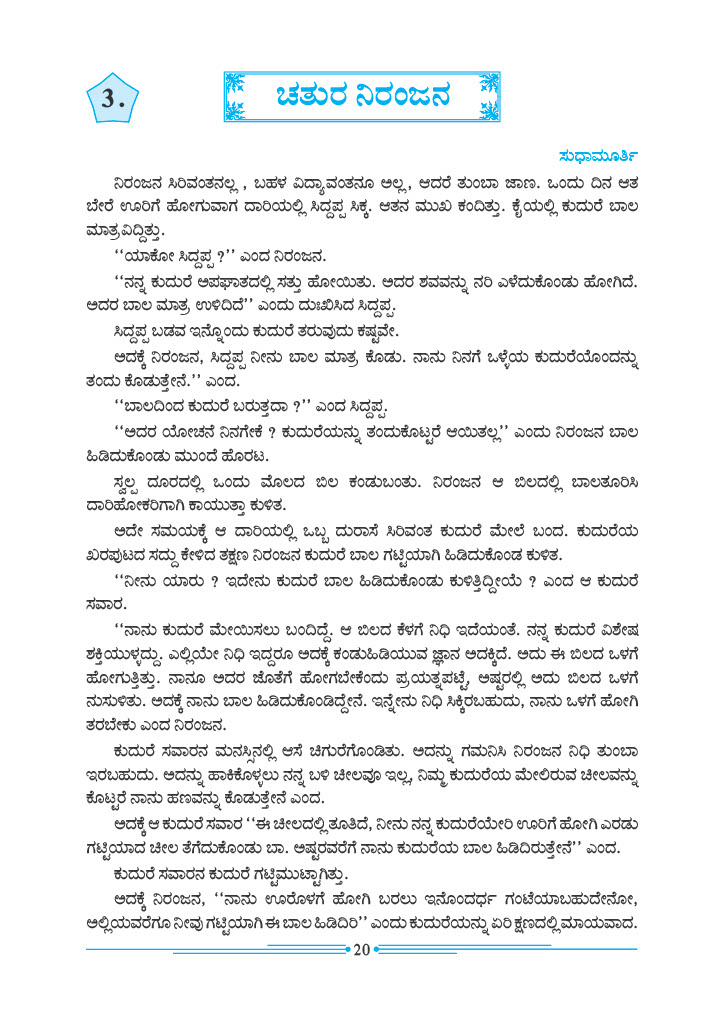 3.
ಚತುರ ನಿರಂಜನ
ಸುಧಾಮೂರ್ತಿ
ನಿರಂಜನ ಸಿರಿವಂತನಲ್ಲ , ಬಹಳ ವಿದ್ಯಾವಂತನೂ ಅಲ್ಲ , ಆದರೆ ತುಂಬಾ ಜಾಣ. ಒಂದು ದಿನ ಆತ
ಬೇರೆ ಊರಿಗೆ ಹೋಗುವಾಗ ದಾರಿಯಲ್ಲಿ ಸಿದ್ದಪ್ಪ ಸಿಕ್ಕ. ಆತನ ಮುಖ ಕಂದಿತ್ತು. ಕೈಯಲ್ಲಿ ಕುದುರೆ ಬಾಲ
ಮಾತ್ರವಿದ್ದಿತ್ತು.
‘‘ಯಾಕೋ ಸಿದ್ದಪ್ಪ ?’’ ಎಂದ ನಿರಂಜನ.
‘‘ನನ್ನ ಕುದುರೆ ಅಪಘಾತದಲ್ಲಿ ಸತ್ತು ಹೋಯಿತು. ಅದರ ಶವವನ್ನು ನರಿ ಎಳೆದುಕೊಂಡು ಹೋಗಿದೆ.
ಅದರ ಬಾಲ ಮಾತ್ರ ಉಳಿದಿದೆ’’ ಎಂದು ದುಃಖಿಸಿದ ಸಿದ್ದಪ್ಪ.
ಸಿದ್ದಪ್ಪ ಬಡವ ಇನ್ನೊಂದು ಕುದುರೆ ತರುವುದು ಕಷ್ಟವೇ.
ಅದಕ್ಕೆ ನಿರಂಜನ, ಸಿದ್ದಪ್ಪ ನೀನು ಬಾಲ ಮಾತ್ರ ಕೊಡು. ನಾನು ನಿನಗೆ ಒಳ್ಳೆಯ ಕುದುರೆಯೊಂದನ್ನು
ತಂದು ಕೊಡುತ್ತೇನೆ.’’ ಎಂದ.
‘‘ಬಾಲದಿಂದ ಕುದುರೆ ಬರುತ್ತದಾ ?’’ ಎಂದ ಸಿದ್ದಪ್ಪ.
‘‘ಅದರ ಯೋಚನೆ ನಿನಗೇಕೆ ? ಕುದುರೆಯನ್ನು ತಂದುಕೊಟ್ಟರೆ ಆಯಿತಲ್ಲ’’ ಎಂದು ನಿರಂಜನ ಬಾಲ
ಹಿಡಿದುಕೊಂಡು ಮುಂದೆ ಹೊರಟ.
ಸ್ವಲ್ಪ ದೂರದಲ್ಲಿ ಒಂದು ಮೊಲದ ಬಿಲ ಕಂಡುಬಂತು. ನಿರಂಜನ ಆ ಬಿಲದಲ್ಲಿ ಬಾಲತೂರಿಸಿ
ದಾರಿಹೋಕರಿಗಾಗಿ ಕಾಯುತ್ತಾ ಕುಳಿತ.
ಅದೇ ಸಮಯಕ್ಕೆ ಆ ದಾರಿಯಲ್ಲಿ ಒಬ್ಬ ದುರಾಸೆ ಸಿರಿವಂತ ಕುದುರೆ ಮೇಲೆ ಬಂದ. ಕುದುರೆಯ
ಖರಪುಟದ ಸದ್ದು ಕೇಳಿದ ತಕ್ಷಣ ನಿರಂಜನ ಕುದುರೆ ಬಾಲ ಗಟ್ಟಿಯಾಗಿ ಹಿಡಿದುಕೊಂಡ ಕುಳಿತ.
‘‘ನೀನು ಯಾರು ? ಇದೇನು ಕುದುರೆ ಬಾಲ ಹಿಡಿದುಕೊಂಡು ಕುಳಿತ್ತಿದ್ದೀಯೆ ? ಎಂದ ಆ ಕುದುರೆ
ಸವಾರ.
‘‘ನಾನು ಕುದುರೆ ಮೇಯಿಸಲು ಬಂದಿದ್ದೆ. ಆ ಬಿಲದ ಕೆಳಗೆ ನಿಧಿ ಇದೆಯಂತೆ. ನನ್ನ ಕುದುರೆ ವಿಶೇಷ
ಶಕ್ತಿಯುಳ್ಳದ್ದು. ಎಲ್ಲಿಯೇ ನಿಧಿ ಇದ್ದರೂ ಅದಕ್ಕೆ ಕಂಡುಹಿಡಿಯುವ ಜ್ಞಾನ ಅದಕ್ಕಿದೆ. ಅದು ಈ ಬಿಲದ ಒಳಗೆ
ಹೋಗುತ್ತಿತ್ತು. ನಾನೂ ಅದರ ಜೊತೆಗೆ ಹೋಗಬೇಕೆಂದು ಪ್ರಯತ್ನಪಟ್ಟೆ, ಅಷ್ಟರಲ್ಲಿ ಅದು ಬಿಲದ ಒಳಗೆ
ನುಸುಳಿತು. ಅದಕ್ಕೆ ನಾನು ಬಾಲ ಹಿಡಿದುಕೊಂಡಿದ್ದೇನೆ. ಇನ್ನೇನು ನಿಧಿ ಸಿಕ್ಕಿರಬಹುದು, ನಾನು ಒಳಗೆ ಹೋಗಿ
ತರಬೇಕು ಎಂದ ನಿರಂಜನ.
ಕುದುರೆ ಸವಾರನ ಮನಸ್ಸಿನಲ್ಲಿ ಆಸೆ ಚಿಗುರೆಗೊಂಡಿತು. ಅದನ್ನು ಗಮನಿಸಿ ನಿರಂಜನ ನಿಧಿ ತುಂಬಾ
ಇರಬಹುದು. ಅದನ್ನು ಹಾಕಿಕೊಳ್ಳಲು ನನ್ನ ಬಳಿ ಚೀಲವೂ ಇಲ್ಲ, ನಿಮ್ಮ ಕುದುರೆಯ ಮೇಲಿರುವ ಚೀಲವನ್ನು
ಕೊಟ್ಟರೆ ನಾನು ಹಣವನ್ನು ಕೊಡುತ್ತೇನೆ ಎಂದ.
ಅದಕ್ಕೆ ಆ ಕುದುರೆ ಸವಾರ ‘‘ಈ ಚೀಲದಲ್ಲಿ ತೂತಿದೆ, ನೀನು ನನ್ನ ಕುದುರೆಯೇರಿ ಊರಿಗೆ ಹೋಗಿ ಎರಡು
ಗಟ್ಟಿಯಾದ ಚೀಲ ತೆಗೆದುಕೊಂಡು ಬಾ. ಅಷ್ಟರವರೆಗೆ ನಾನು ಕುದುರೆಯ ಬಾಲ ಹಿಡಿದಿರುತ್ತೇನೆ’’ ಎಂದ.
ಕುದುರೆ ಸವಾರನ ಕುದುರೆ ಗಟ್ಟಿಮುಟ್ಟಾಗಿತ್ತು.
ಅದಕ್ಕೆ ನಿರಂಜನ, ‘‘ನಾನು ಊರೊಳಗೆ ಹೋಗಿ ಬರಲು ಇನೊಂದರ್ಧ ಗಂಟೆಯಾಬಹುದೇನೋ,
ಅಲ್ಲಿಯವರೆಗೂ ನೀವು ಗಟ್ಟಿಯಾಗಿ ಈ ಬಾಲ ಹಿಡಿದಿರಿ’’ ಎಂದು ಕುದುರೆಯನ್ನು ಏರಿ ಕ್ಷಣದಲ್ಲಿ ಮಾಯವಾದ.
20